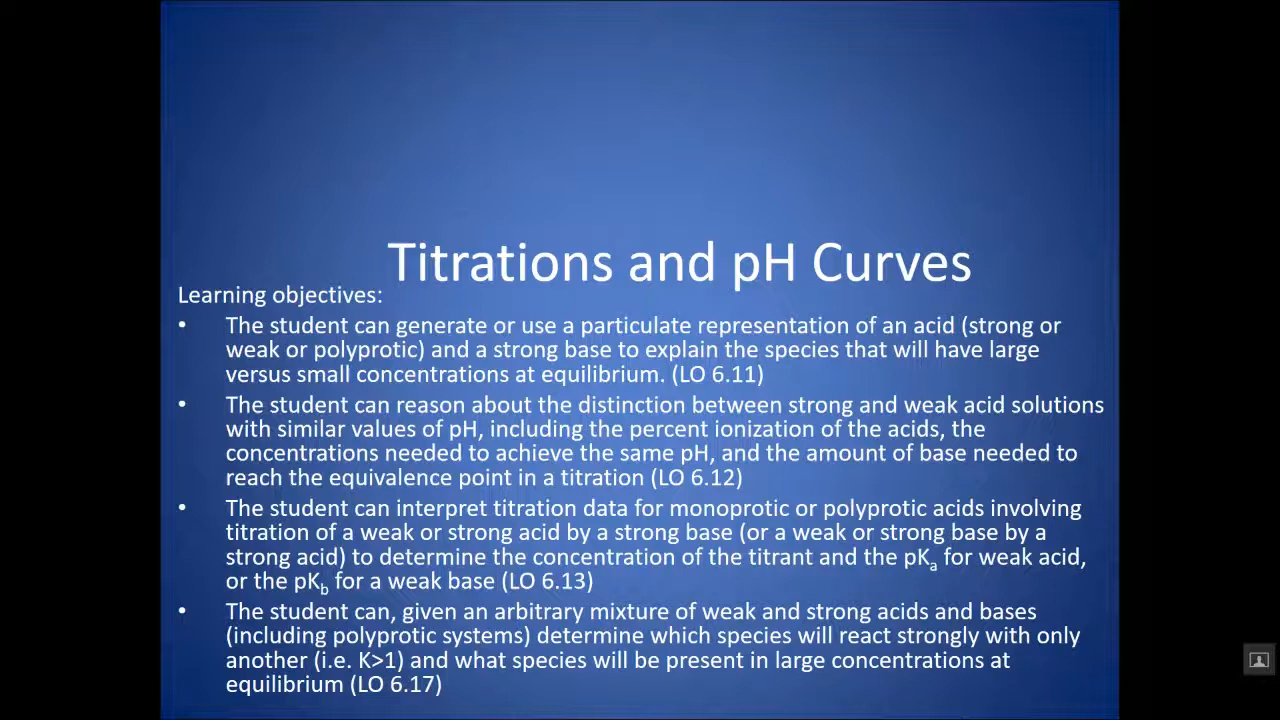 Titrations and pH Curves
Learning objectives:
• The student can generate or use a particulate representation of an acid (strong or
weak or polyprotic) and a strong base to explain the species that will have large
versus small concentrations at equilibrium. (LO 6.11)
• The student can reason about the distinction between strong and weak acid solutions
with similar values of pH, including the percent ionization of the acids, the
concentrations needed to achieve the same pH, and the amount of base needed to
reach the equivalence point in a titration (LO 6.12)
• The student can interpret titration data for monoprotic or polyprotic acids involving
titration of a weak or strong acid by a strong base (or a weak or strong base by a
strong acid) to determine the concentration of the titrant and the pKa for weak acid,
or the pKb for a weak base (LO 6.13)
• The student can, given an arbitrary mixture of weak and strong acids and bases
(including polyprotic systems) determine which species will react strongly with only
another (i.e. K>1) and what species will be present in large concentrations at
equilibrium (LO 6.17)